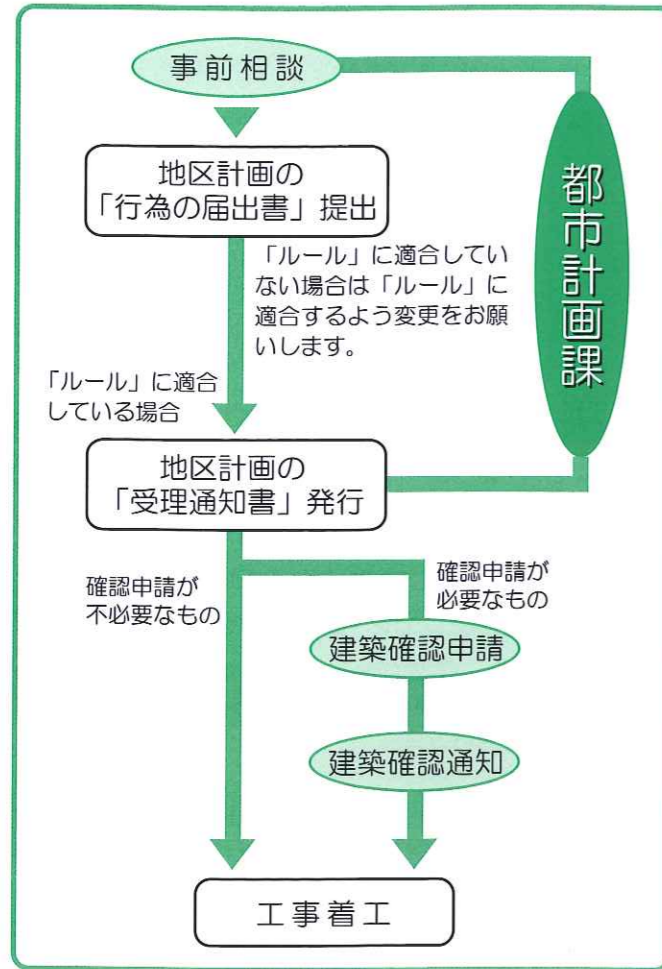 事前相談
地区計画の
「行為の届出書」提出
「ルール」に適合してい
ない場合は「ルール」に
適合するよう変更をお願
いします。
都市計画課
「ルール」に適合
している場合
地区計画の
「受理通知書」発行
確認申請が
不必要なもの
確認申請が
必要なもの
建築確認申請
建築確認通知
工事着工